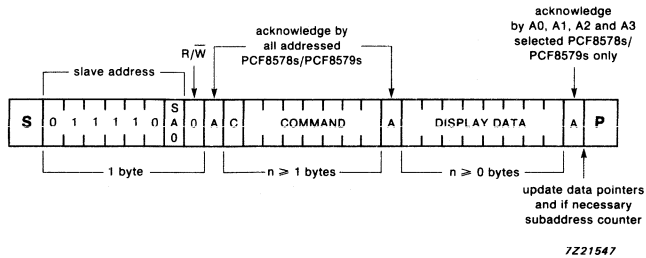 acknowledge
by A0, A1, A2 and A3
selected PCF8578s/
PCF8579s only
acknowledge by
all addressed
PCF8578s/PCF8579s
R/W̅
slave address
S 0 1 1 1 1 0 SA0 0 A C COMMAND A DISPLAY DATA A P
1 byte
n ⩾ 1 bytes
n ⩾ 0 bytes
update data pointers
and if necessary
subaddress counter
7Z21547